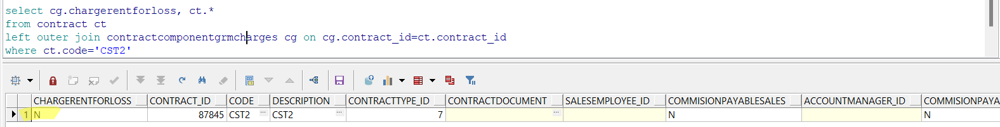 select cg.chargerentforloss, ct.*
from contract ct
left outer join contractcomponentgrmcharges cg on cg.contract_id=ct.contract_id
where ct.code='CST2'
CHARGERENTFORLOSS CONTRACT_ID CODE DESCRIPTION CONTRACTTYPE_ID CONTRACTDOCUMENT SALESEMPLOYEE_ID COMMISIONPAYABLESALES ACCOUNTMANAGER_ID COMMISIONPAYA
1 N 87845 CST2 ... CST2 ... 7 ... N N